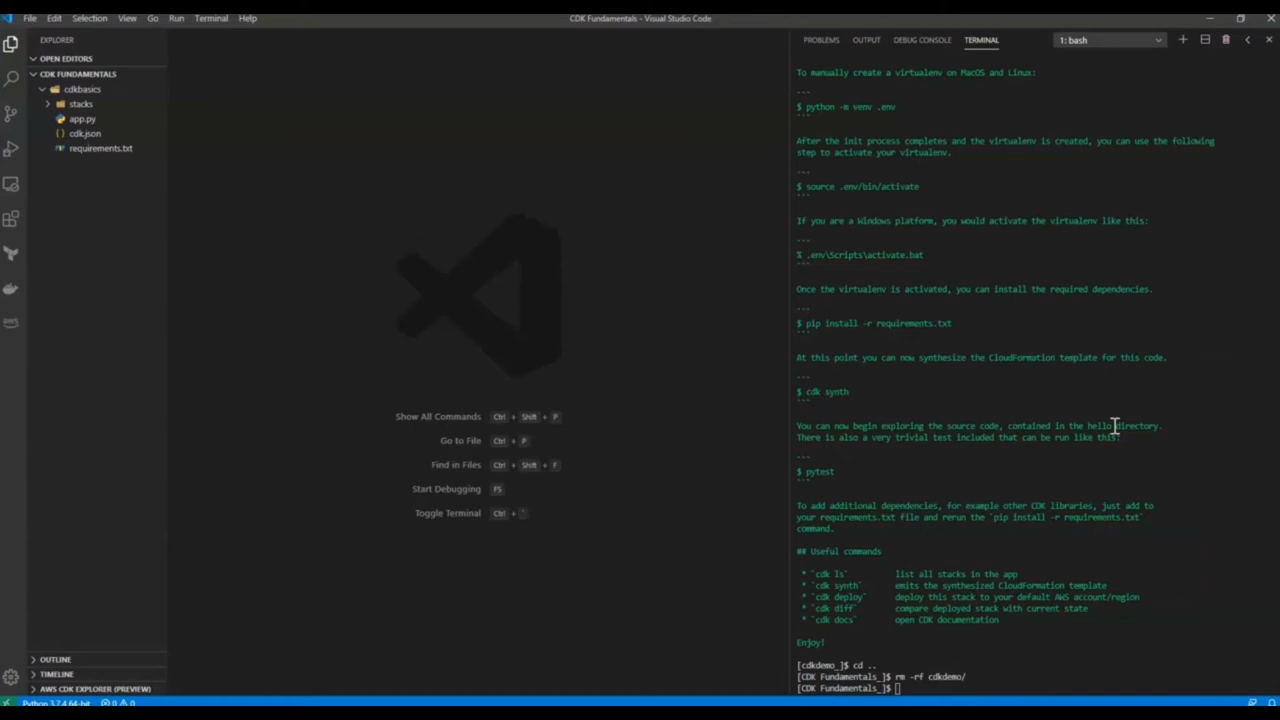 File Edit Selection View Go Run Terminal Help
CDK Fundamentals - Visual Studio Code
EXPLORER
OPEN EDITORS
CDK FUNDAMENTALS
cdkbasics
stacks
app.py
cdk.json
requirements.txt
Show All Commands Ctrl + Shift + P
Go to File Ctrl + P
Find in Files Ctrl + Shift + F
Start Debugging F5
Toggle Terminal Ctrl + `
OUTLINE
TIMELINE
AWS CDK EXPLORER (PREVIEW)
Python 3.7.4 64-bit 0 0
PROBLEMS OUTPUT DEBUG CONSOLE TERMINAL 1: bash
To manually create a virtualenv on MacOS and Linux:
```
$ python -m venv .env
```
After the init process completes and the virtualenv is created, you can use the following
step to activate your virtualenv.
```
$ source .env/bin/activate
```
If you are a Windows platform, you would activate the virtualenv like this:
```
% .env\Scripts\activate.bat
```
Once the virtualenv is activated, you can install the required dependencies.
```
$ pip install -r requirements.txt
```
At this point you can now synthesize the CloudFormation template for this code.
```
$ cdk synth
```
You can now begin exploring the source code, contained in the hello directory.
There is also a very trivial test included that can be run like this:
```
$ pytest
```
To add additional dependencies, for example other CDK libraries, just add to
your requirements.txt file and rerun the `pip install -r requirements.txt`
command.
## Useful commands
* `cdk ls` list all stacks in the app
* `cdk synth` emits the synthesized CloudFormation template
* `cdk deploy` deploy this stack to your default AWS account/region
* `cdk diff` compare deployed stack with current state
* `cdk docs` open CDK documentation
Enjoy!
[cdkdemo_]$ cd ..
[CDK Fundamentals_]$ rm -rf cdkdemo/
[CDK Fundamentals_]$